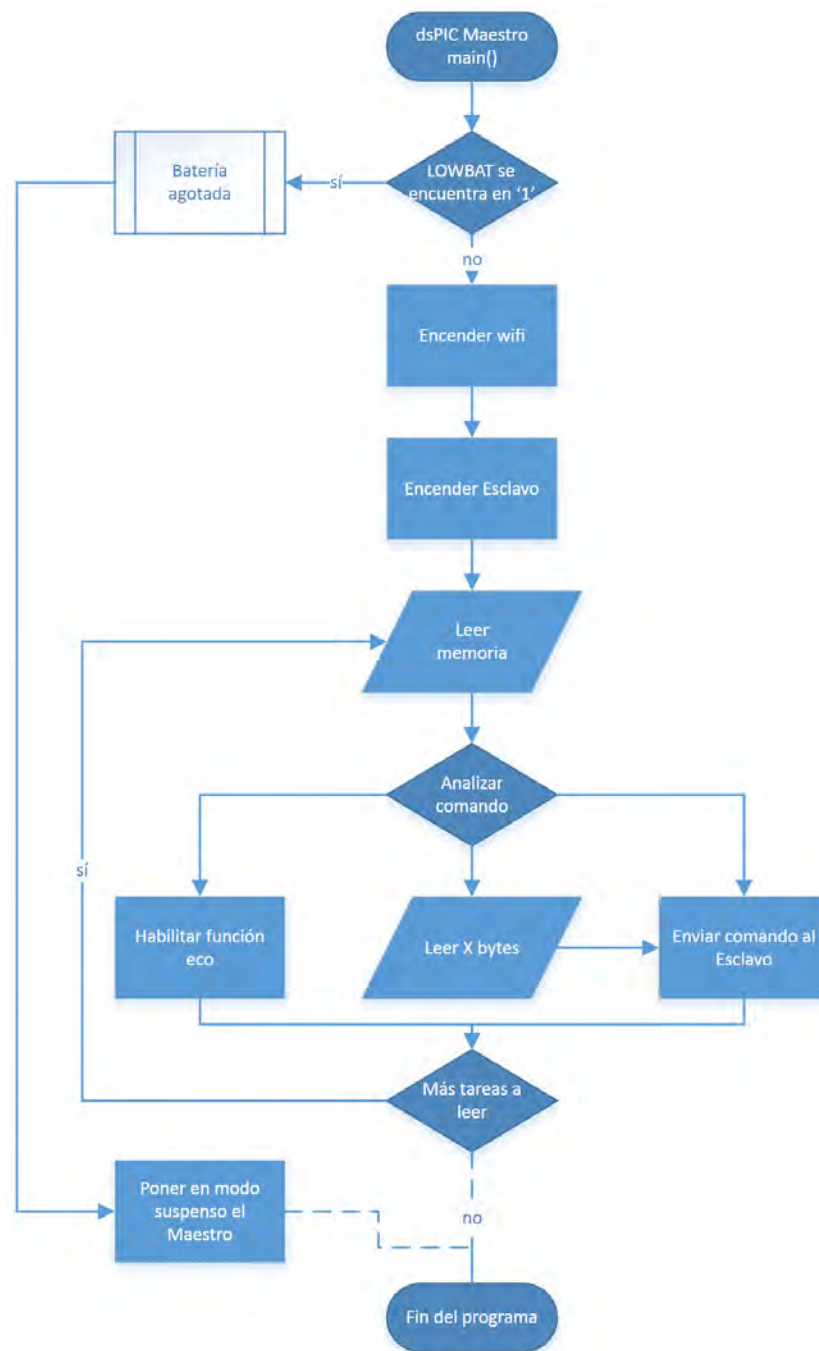 dsPIC Maestro
main()
LOWBAT se
encuentra en ‘1’
sí
Batería
agotada
no
Encender wifi
Encender Esclavo
Leer
memoria
Analizar
comando
sí
Habilitar función
eco
Leer X bytes
Enviar comando al
Esclavo
Más tareas a
leer
Poner en modo
suspenso el
Maestro
no
Fin del programa